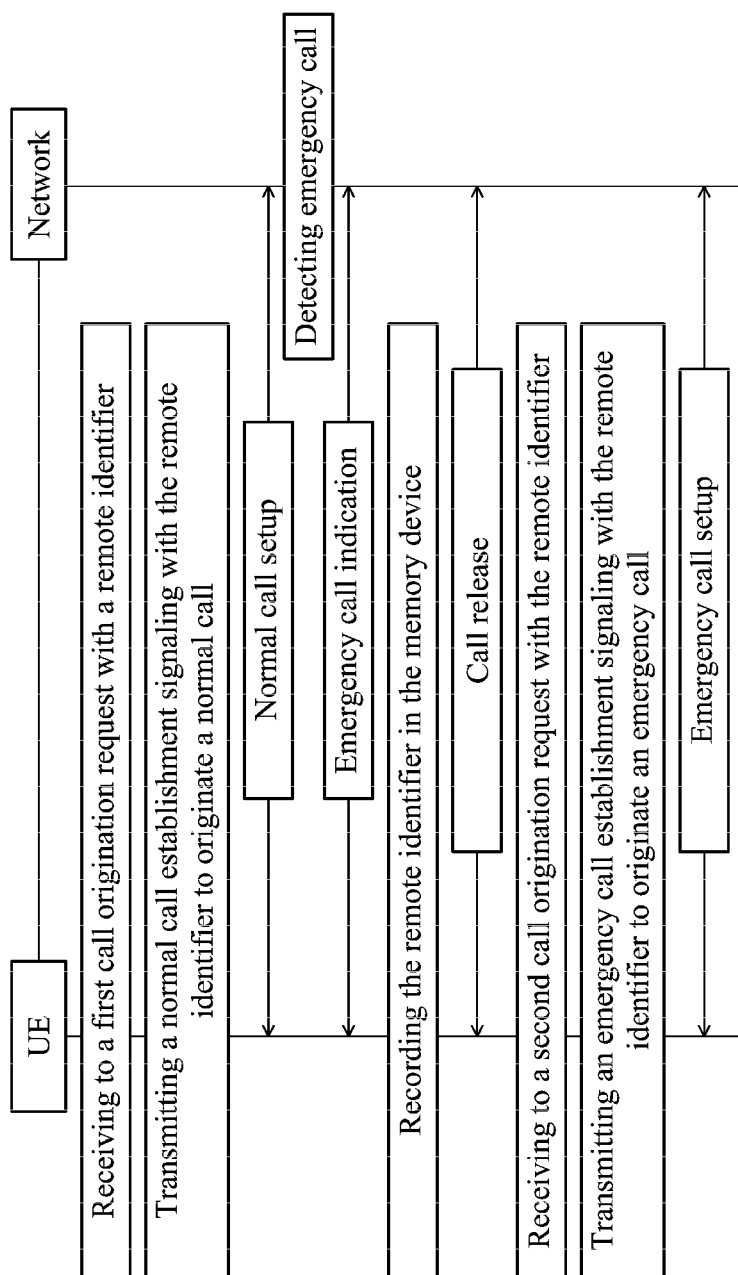 UE
Network
Receiving to a first call origination request with a remote identifier
Transmitting a normal call establishment signaling with the remote
identifier to originate a normal call
Normal call setup
Detecting emergency call
Emergency call indication
Recording the remote identifier in the memory device
Call release
Receiving to a second call origination request with the remote identifier
Transmitting an emergency call establishment signaling with the remote
identifier to originate an emergency call
Emergency call setup